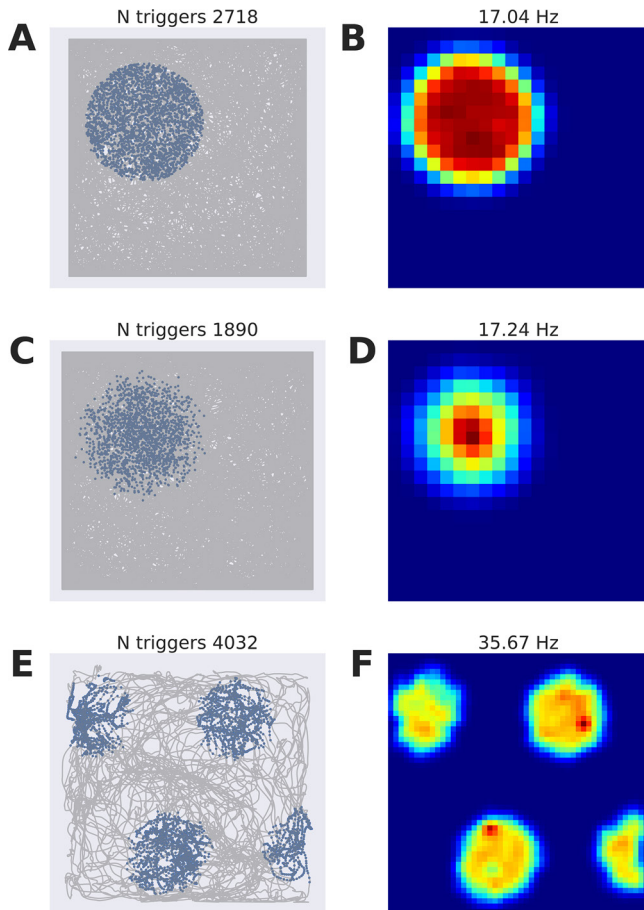 A
N triggers 2718
B
17.04 Hz
C
N triggers 1890
D
17.24 Hz
E
N triggers 4032
F
35.67 Hz